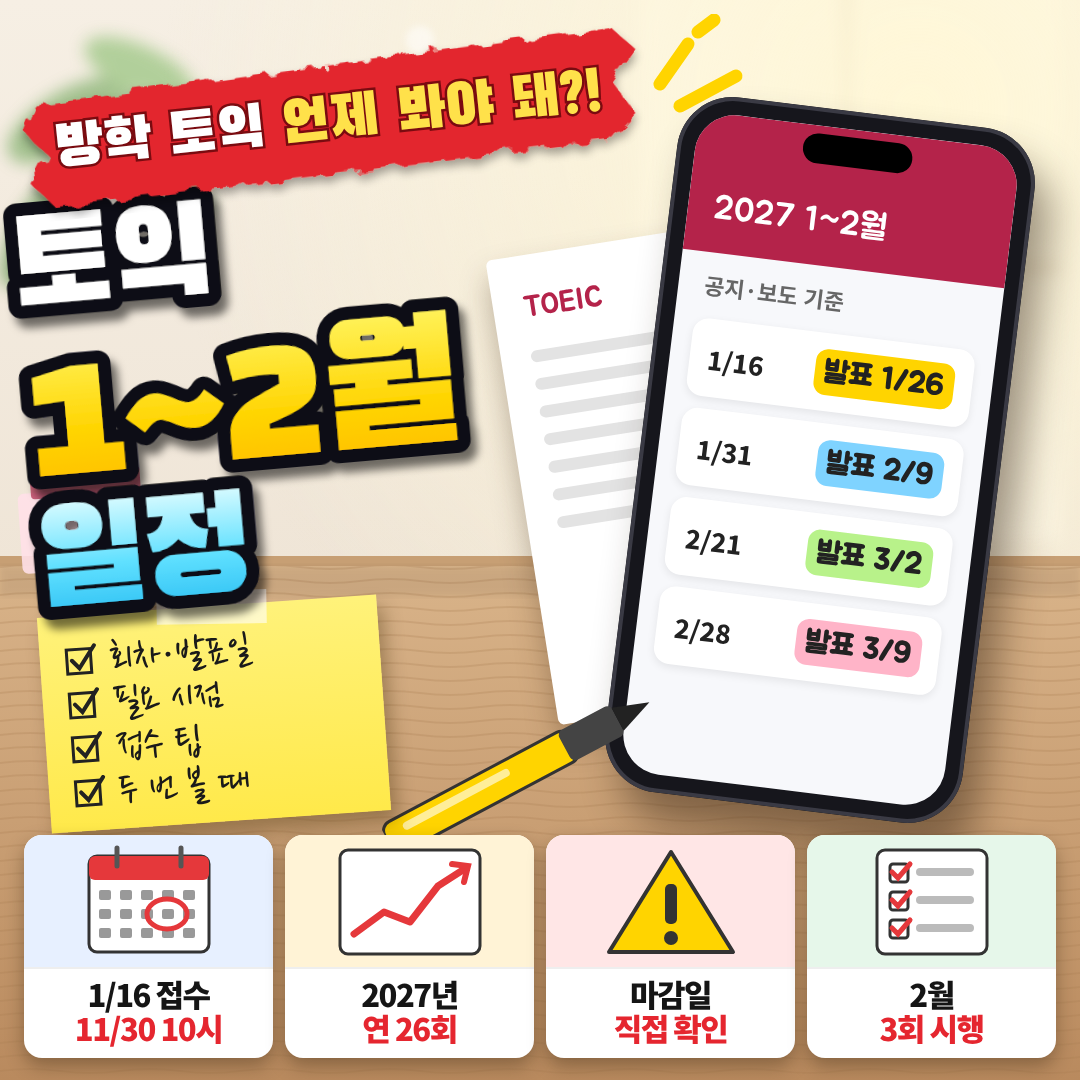 방학 토익 언제 봐야 돼?!
토익
1~2월
일정
회차·발표일
필요 시점
접수 팁
두 번 볼 때
TOEIC
2027 1~2월
공지·보도 기준
1/16 발표 1/26
1/31 발표 2/9
2/21 발표 3/2
2/28 발표 3/9
1/16 접수
11/30 10시
2027년
연 26회
마감일
직접 확인
2월
3회 시행